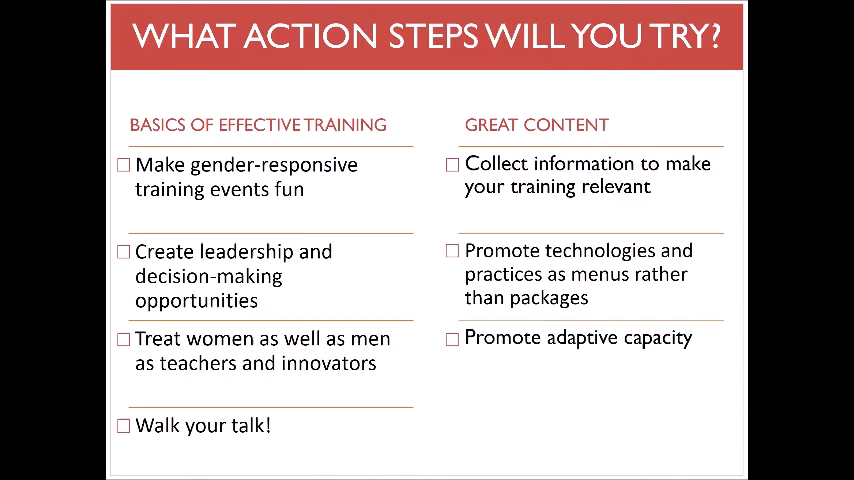 WHAT ACTION STEPS WILL YOU TRY?
BASICS OF EFFECTIVE TRAINING
☐ Make gender-responsive
training events fun
☐ Create leadership and
decision-making
opportunities
☐ Treat women as well as men
as teachers and innovators
☐ Walk your talk!
GREAT CONTENT
☐ Collect information to make
your training relevant
☐ Promote technologies and
practices as menus rather
than packages
☐ Promote adaptive capacity